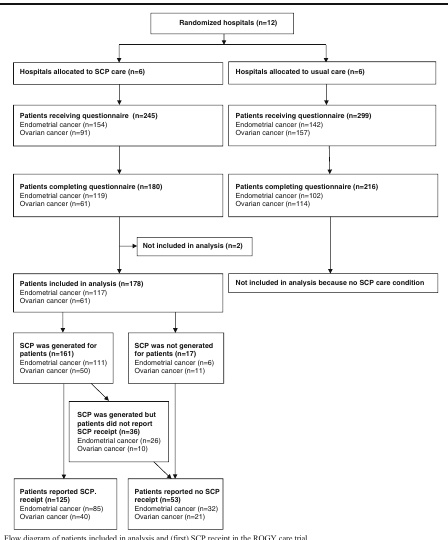 Randomized hospitals (n=12)
Hospitals allocated to SCP care (n=6)
Hospitals allocated to usual care (n=6)
Patients receiving questionnaire (n=245)
Endometrial cancer (n=154)
Ovarian cancer (n=91)
Patients receiving questionnaire (n=299)
Endometrial cancer (n=142)
Ovarian cancer (n=157)
Patients completing questionnaire (n=180)
Endometrial cancer (n=119)
Ovarian cancer (n=61)
Patients completing questionnaire (n=216)
Endometrial cancer (n=102)
Ovarian cancer (n=114)
Not included in analysis (n=2)
Patients included in analysis (n=178)
Endometrial cancer (n=117)
Ovarian cancer (n=61)
Not included in analysis because no SCP care condition
SCP was generated for
patients (n=161)
Endometrial cancer (n=111)
Ovarian cancer (n=50)
SCP was not generated
for patients (n=17)
Endometrial cancer (n=6)
Ovarian cancer (n=11)
SCP was generated but
patients did not report
SCP receipt (n=36)
Endometrial cancer (n=26)
Ovarian cancer (n=10)
Patients reported SCP.
receipt (n=125)
Endometrial cancer (n=85)
Ovarian cancer (n=40)
Patients reported no SCP
receipt (n=53)
Endometrial cancer (n=32)
Ovarian cancer (n=21)
Flow diagram of patients included in analysis and (first) SCP receipt in the ROGY care trial